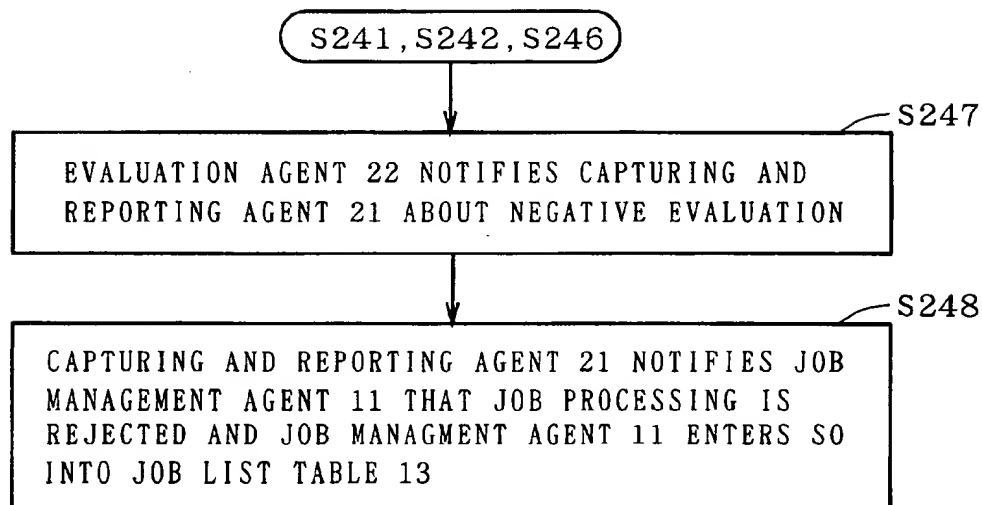 S241,S242,S246
S247
EVALUATION AGENT 22 NOTIFIES CAPTURING AND
REPORTING AGENT 21 ABOUT NEGATIVE EVALUATION
S248
CAPTURING AND REPORTING AGENT 21 NOTIFIES JOB
MANAGEMENT AGENT 11 THAT JOB PROCESSING IS
REJECTED AND JOB MANAGMENT AGENT 11 ENTERS SO
INTO JOB LIST TABLE 13